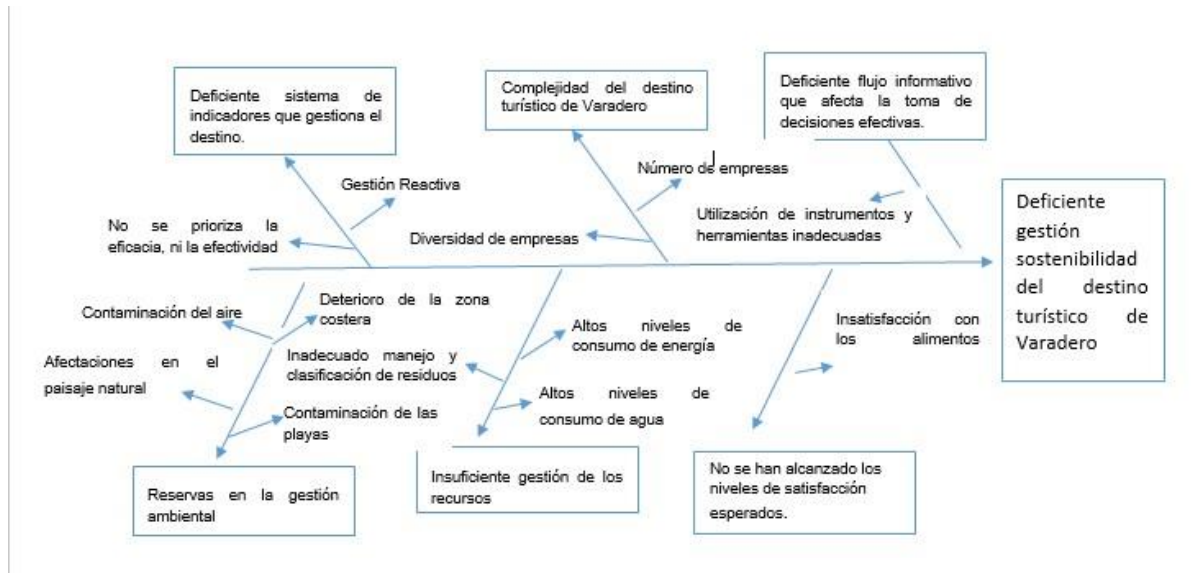 Deficiente sistema de
indicadores que gestiona el
destino.
Complejidad del destino
turístico de Varadero
Deficiente flujo informativo
que afecta la toma de
decisiones efectivas.
Gestión Reactiva
No se prioriza la
eficacia, ni la efectividad
Número de empresas
Diversidad de empresas
Utilización de instrumentos y
herramientas inadecuadas
Deficiente
gestión
sostenibilidad
del destino
turístico de
Varadero
Contaminación del aire
Deterioro de la zona
costera
Afectaciones en el
paisaje natural
Contaminación de las
playas
Inadecuado manejo y
clasificación de residuos
Altos niveles de
consumo de energía
Altos niveles de
consumo de agua
Insatisfacción con
los alimentos
Reservas en la gestión
ambiental
Insuficiente gestión de los
recursos
No se han alcanzado los
niveles de satisfacción
esperados.